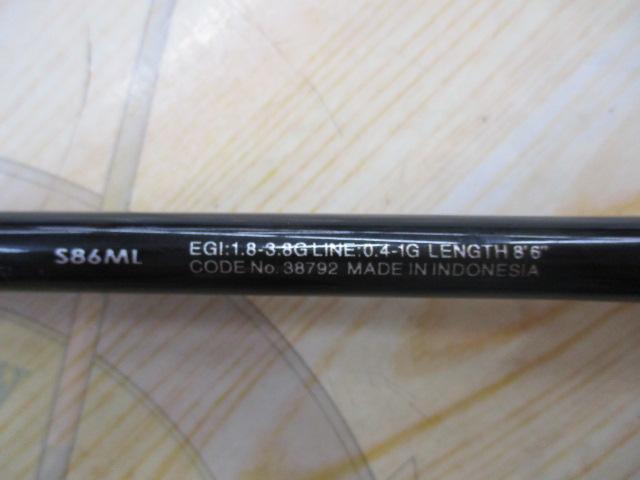 S86ML
EGI:1.8-3.8G LINE:0.4-1G LENGTH 8'6"
CODE No. 38792 MADE IN INDONESIA